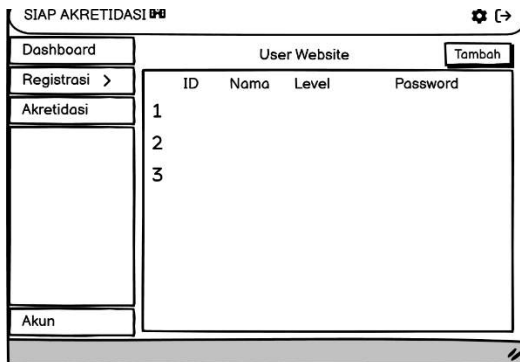 SIAP AKRETIDASI
Dashboard
User Website
Tambah
Registrasi >
ID Nama Level Password
Akretidasi
1
2
3
Akun